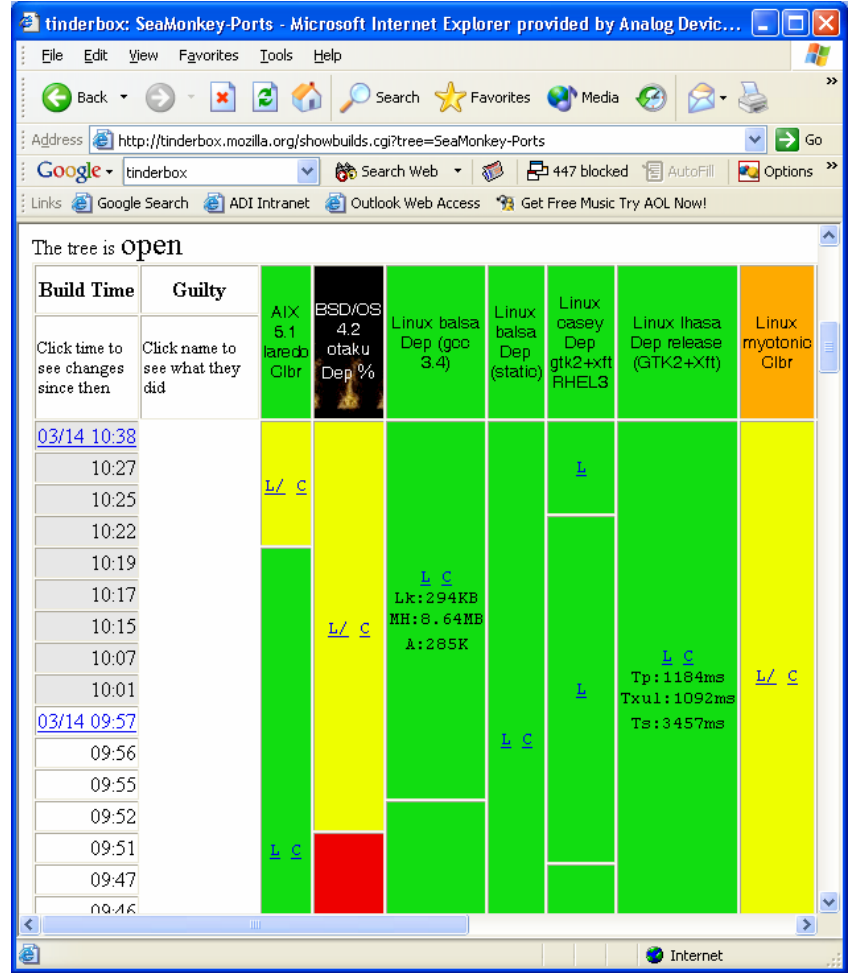 tinderbox: SeaMonkey-Ports - Microsoft Internet Explorer provided by Analog Devic...
File Edit View Favorites Tools Help
Back Search Favorites Media »
Address http://tinderbox.mozilla.org/showbuilds.cgi?tree=SeaMonkey-Ports Go
Google tinderbox Search Web 447 blocked AutoFill Options »
Links Google Search ADI Intranet Outlook Web Access Get Free Music Try AOL Now!
The tree is open
Build Time Guilty
Click time to see changes since then
Click name to see what they did
AIX 5.1 laredo Clbr
BSD/OS 4.2 otaku Dep %
Linux balsa Dep (gcc 3.4)
Linux balsa Dep (static)
Linux casey Dep gtk2+xft RHEL3
Linux lhasa Dep release (GTK2+Xft)
Linux myotonic Clbr
03/14 10:38
10:27 L
10:25 L/ C
10:22
10:19 L C
10:17 Lk:294KB
10:15 L/ C MH:8.64MB
A:285K
10:07 L C
10:01 L Tp:1184ms L/ C
Txul:1092ms
03/14 09:57 Ts:3457ms
09:56 L C
09:55
09:52
09:51 L C
09:47
09:46
Internet